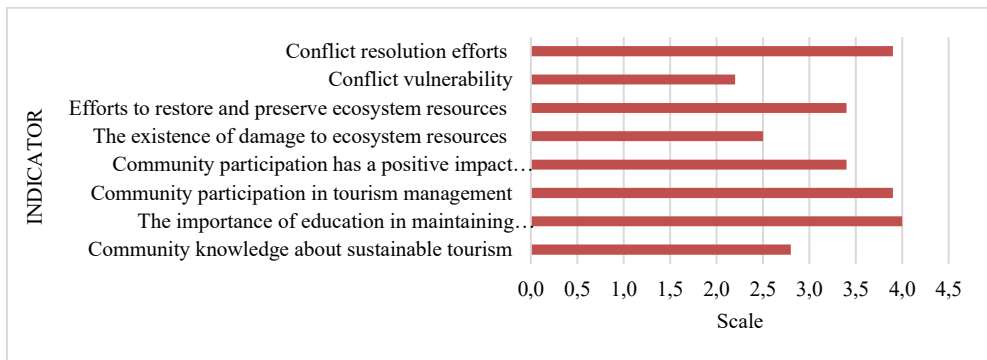 INDICATOR
Conflict resolution efforts
Conflict vulnerability
Efforts to restore and preserve ecosystem resources
The existence of damage to ecosystem resources
Community participation has a positive impact…
Community participation in tourism management
The importance of education in maintaining…
Community knowledge about sustainable tourism
0,0 0,5 1,0 1,5 2,0 2,5 3,0 3,5 4,0 4,5
Scale